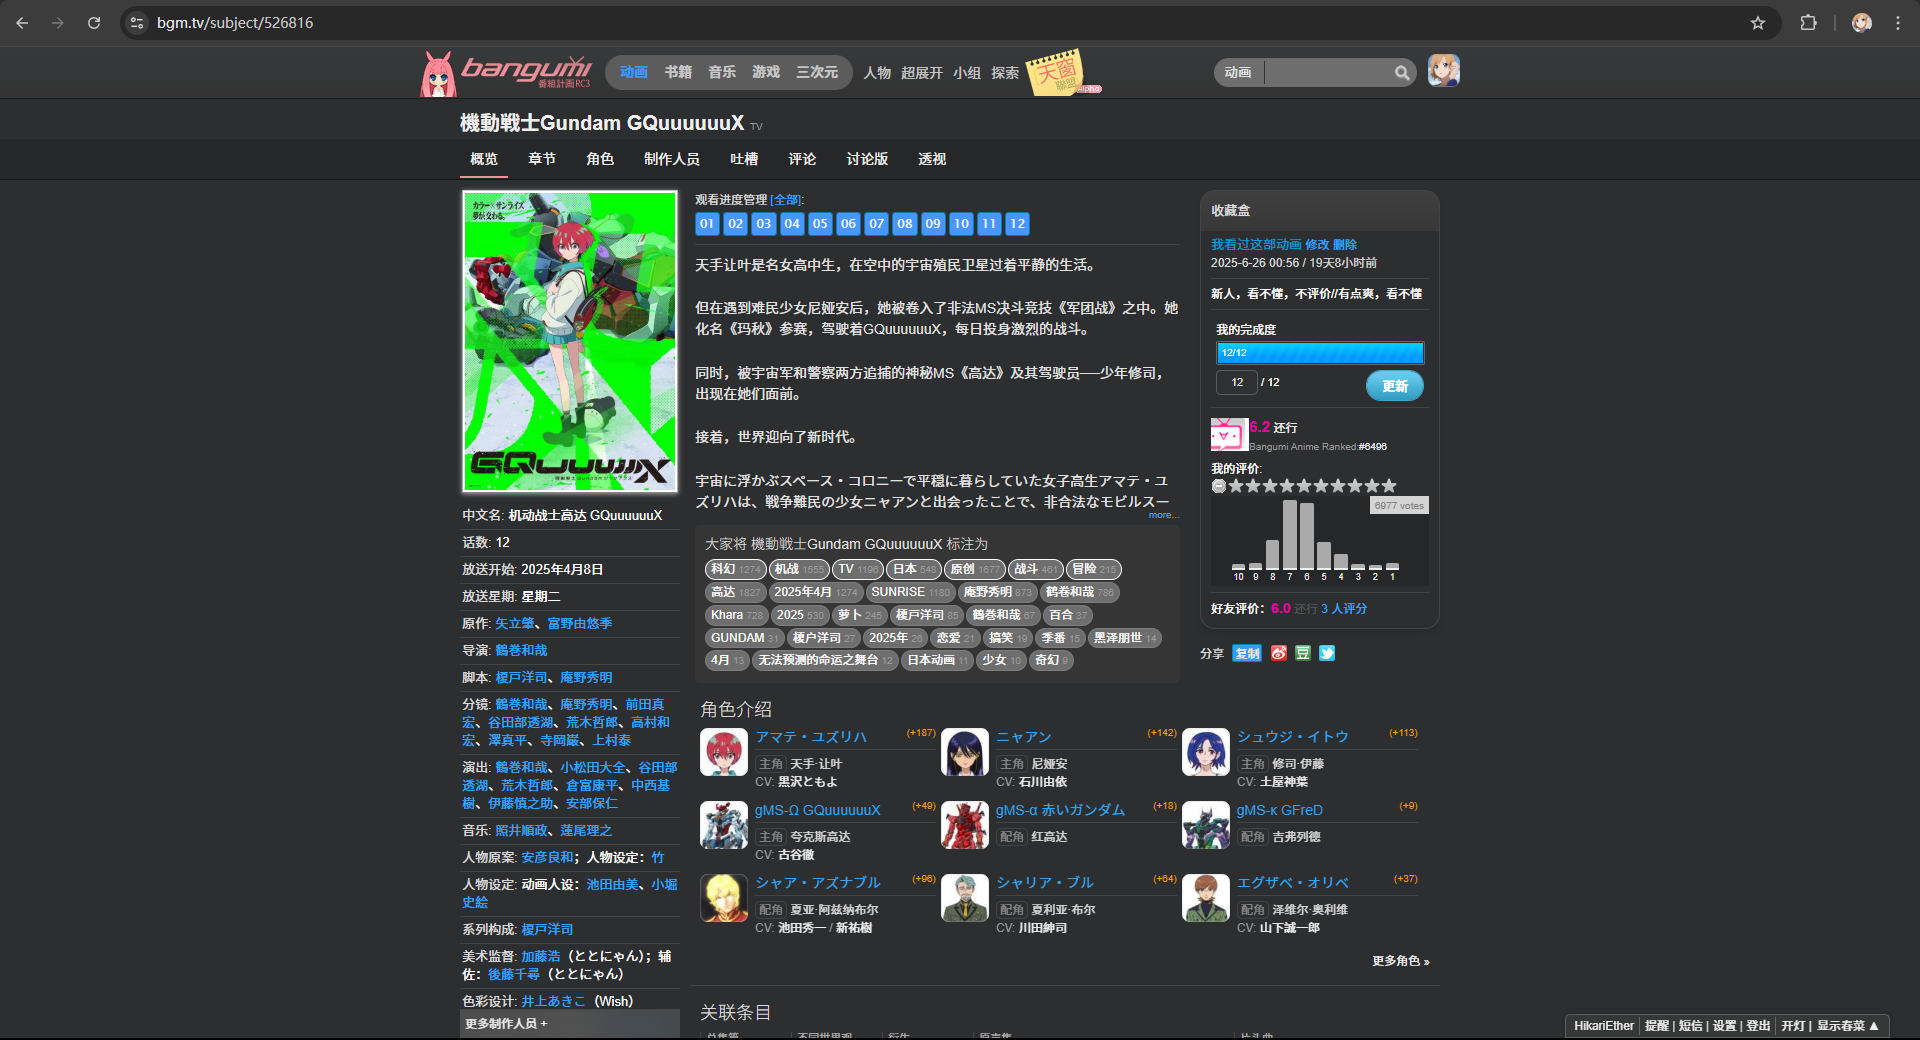 bgm.tv/subject/526816
bangumi
番組計画RC3
动画 书籍 音乐 游戏 三次元 人物 超展开 小组 探索
天窗
聯盟
alpha
动画
機動戦士Gundam GQuuuuuuX TV
概览 章节 角色 制作人员 吐槽 评论 讨论版 透视
カラー×サンライズ
夢が交わる。
GQuuuuuuX
中文名: 机动战士高达 GQuuuuuuX
话数: 12
放送开始: 2025年4月8日
放送星期: 星期二
原作: 矢立肇、富野由悠季
导演: 鶴巻和哉
脚本: 榎戸洋司、庵野秀明
分镜: 鶴巻和哉、庵野秀明、前田真
宏、谷田部透湖、荒木哲郎、高村和
宏、澤真平、寺岡巌、上村泰
演出: 鶴巻和哉、小松田大全、谷田部
透湖、荒木哲郎、倉富康平、中西基
樹、伊藤慎之助、安部保仁
音乐: 照井順政、蓮尾理之
人物原案: 安彦良和；人物设定：竹
人物设定: 动画人设：池田由美、小堀
史絵
系列构成: 榎戸洋司
美术监督: 加藤浩（ととにゃん）；辅
佐：後藤千尋（ととにゃん）
色彩设计: 井上あきこ（Wish）
更多制作人员 +
观看进度管理 [全部]:
01 02 03 04 05 06 07 08 09 10 11 12
天手让叶是名女高中生，在空中的宇宙殖民卫星过着平静的生活。
但在遇到难民少女尼娅安后，她被卷入了非法MS决斗竞技《军团战》之中。她
化名《玛秋》参赛，驾驶着GQuuuuuuX，每日投身激烈的战斗。
同时，被宇宙军和警察两方追捕的神秘MS《高达》及其驾驶员──少年修司，
出现在她们面前。
接着，世界迎向了新时代。
宇宙に浮かぶスペース・コロニーで平穏に暮らしていた女子高生アマテ・ユ
ズリハは、戦争難民の少女ニャアンと出会ったことで、非合法なモビルスー
more...
大家将 機動戦士Gundam GQuuuuuuX 标注为
科幻 1274 机战 1555 TV 1196 日本 548 原创 1677 战斗 461 冒险 215
高达 1827 2025年4月 1274 SUNRISE 1180 庵野秀明 873 鹤卷和哉 786
Khara 728 2025 530 萝卜 245 榎戸洋司 85 鶴巻和哉 67 百合 37
GUNDAM 31 榎户洋司 27 2025年 26 恋爱 21 搞笑 19 季番 15 黑泽朋世 14
4月 13 无法预测的命运之舞台 12 日本动画 11 少女 10 奇幻 9
角色介绍
アマテ・ユズリハ (+187)
主角 天手·让叶
CV: 黒沢ともよ
ニャアン (+142)
主角 尼娅安
CV: 石川由依
シュウジ・イトウ (+113)
主角 修司·伊藤
CV: 土屋神葉
gMS-Ω GQuuuuuuX (+49)
主角 夸克斯高达
CV: 古谷徹
gMS-α 赤いガンダム (+18)
配角 红高达
gMS-κ GFreD (+9)
配角 吉弗列德
シャア・アズナブル (+96)
配角 夏亚·阿兹纳布尔
CV: 池田秀一 / 新祐樹
シャリア・ブル (+64)
配角 夏利亚·布尔
CV: 川田紳司
エグザベ・オリベ (+37)
配角 泽维尔·奥利维
CV: 山下誠一郎
更多角色 »
关联条目
收藏盒
我看过这部动画 修改 删除
2025-6-26 00:56 / 19天8小时前
新人，看不懂，不评价//有点爽，看不懂
我的完成度
12/12
12 / 12
更新
6.2 还行
Bangumi Anime Ranked:#6496
我的评价:
6977 votes
10 9 8 7 6 5 4 3 2 1
好友评价：6.0 还行 3 人评分
分享 复制 豆
HikariEther 提醒 | 短信 | 设置 | 登出 开灯 | 显示春菜 ▲